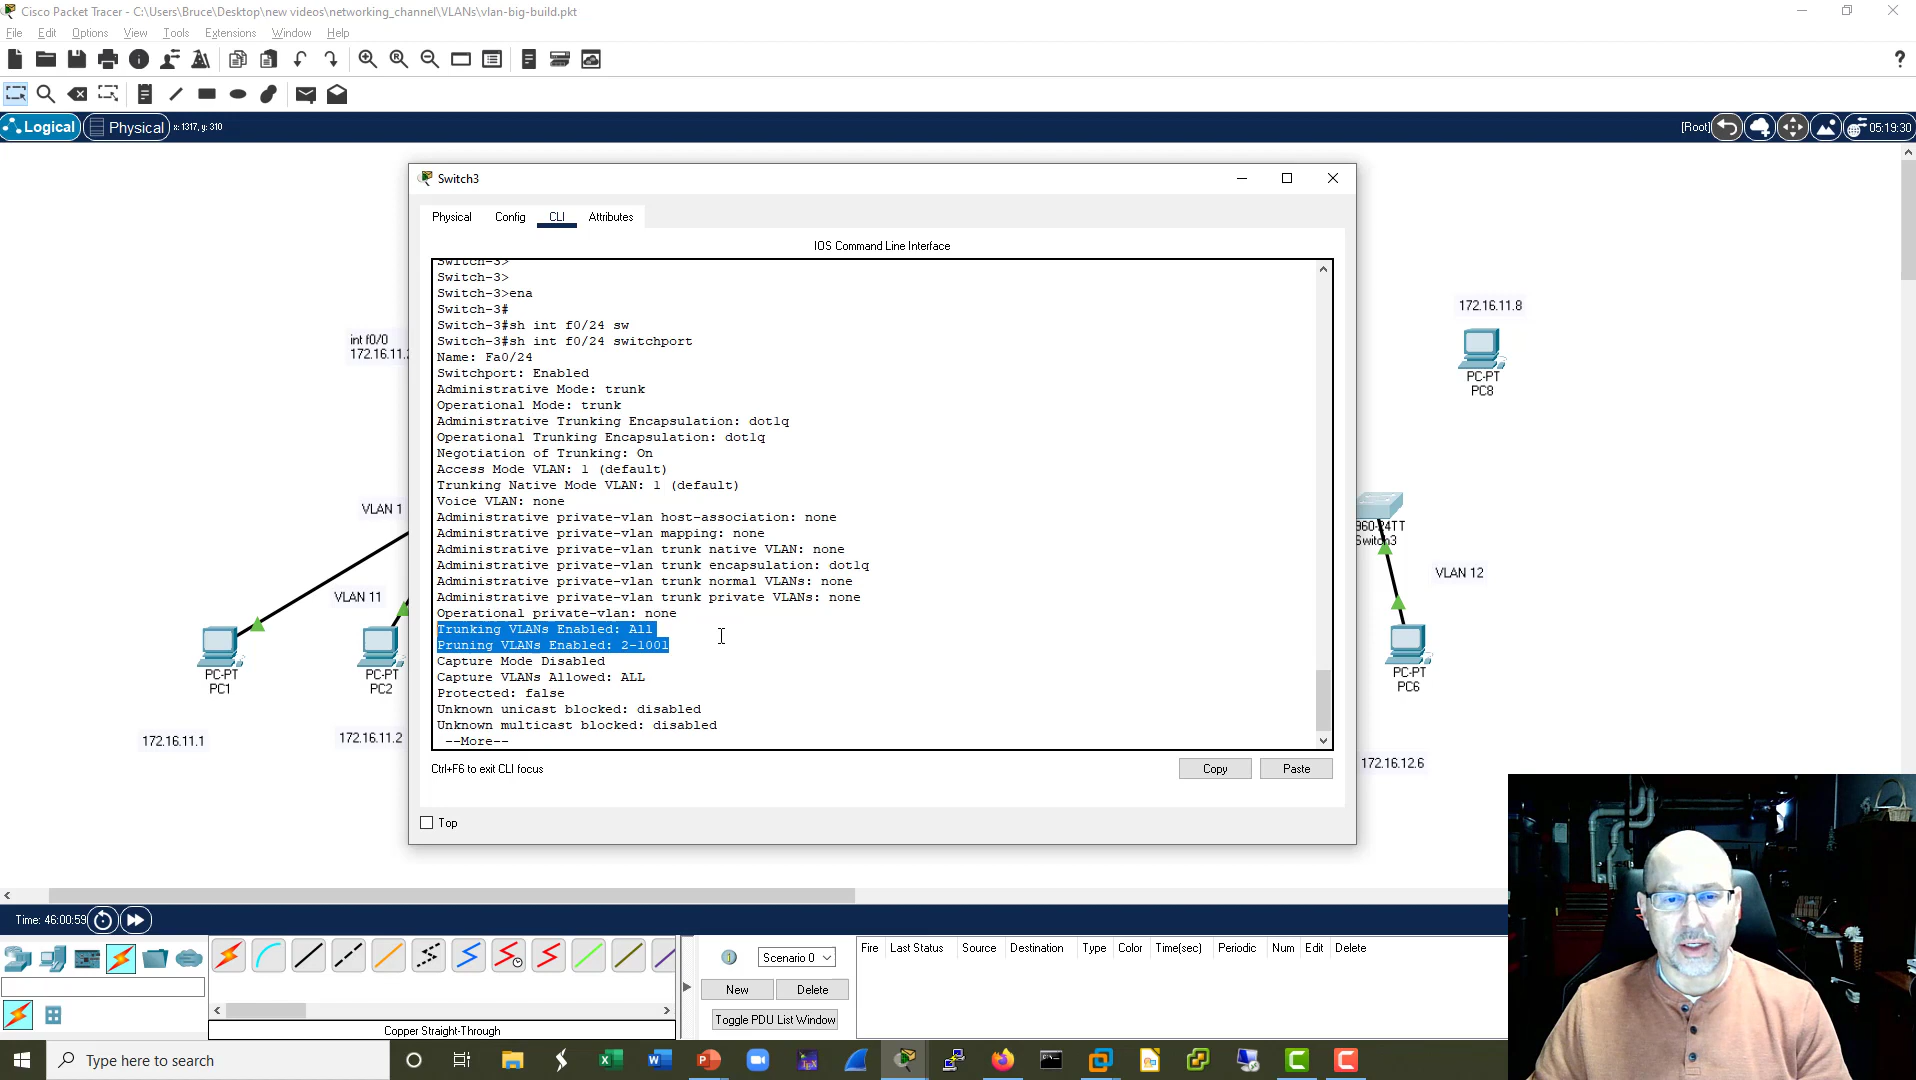 Cisco Packet Tracer - C:\Users\Bruce\Desktop\new videos\networking_channel\VLANs\vlan-big-build.pkt
File Edit Options View Tools Extensions Window Help
Logical Physical x: 1317, y: 310 [Root] 05:19:30
Switch3
Physical Config CLI Attributes
IOS Command Line Interface
Switch-3>
Switch-3>
Switch-3>ena
Switch-3#
Switch-3#sh int f0/24 sw
Switch-3#sh int f0/24 switchport
Name: Fa0/24
Switchport: Enabled
Administrative Mode: trunk
Operational Mode: trunk
Administrative Trunking Encapsulation: dot1q
Operational Trunking Encapsulation: dot1q
Negotiation of Trunking: On
Access Mode VLAN: 1 (default)
Trunking Native Mode VLAN: 1 (default)
Voice VLAN: none
Administrative private-vlan host-association: none
Administrative private-vlan mapping: none
Administrative private-vlan trunk native VLAN: none
Administrative private-vlan trunk encapsulation: dot1q
Administrative private-vlan trunk normal VLANs: none
Administrative private-vlan trunk private VLANs: none
Operational private-vlan: none
Trunking VLANs Enabled: All
Pruning VLANs Enabled: 2-1001
Capture Mode Disabled
Capture VLANs Allowed: ALL
Protected: false
Unknown unicast blocked: disabled
Unknown multicast blocked: disabled
--More--
Ctrl+F6 to exit CLI focus
Copy Paste
Top
int f0/0
172.16.11.
VLAN 1
VLAN 11
PC-PT
PC1
PC-PT
PC2
172.16.11.1
172.16.11.2
172.16.11.8
PC-PT
PC8
960-24TT
Switch3
VLAN 12
PC-PT
PC6
172.16.12.6
Time: 46:00:59
Scenario 0
New Delete
Toggle PDU List Window
Fire Last Status Source Destination Type Color Time(sec) Periodic Num Edit Delete
Copper Straight-Through
Type here to search